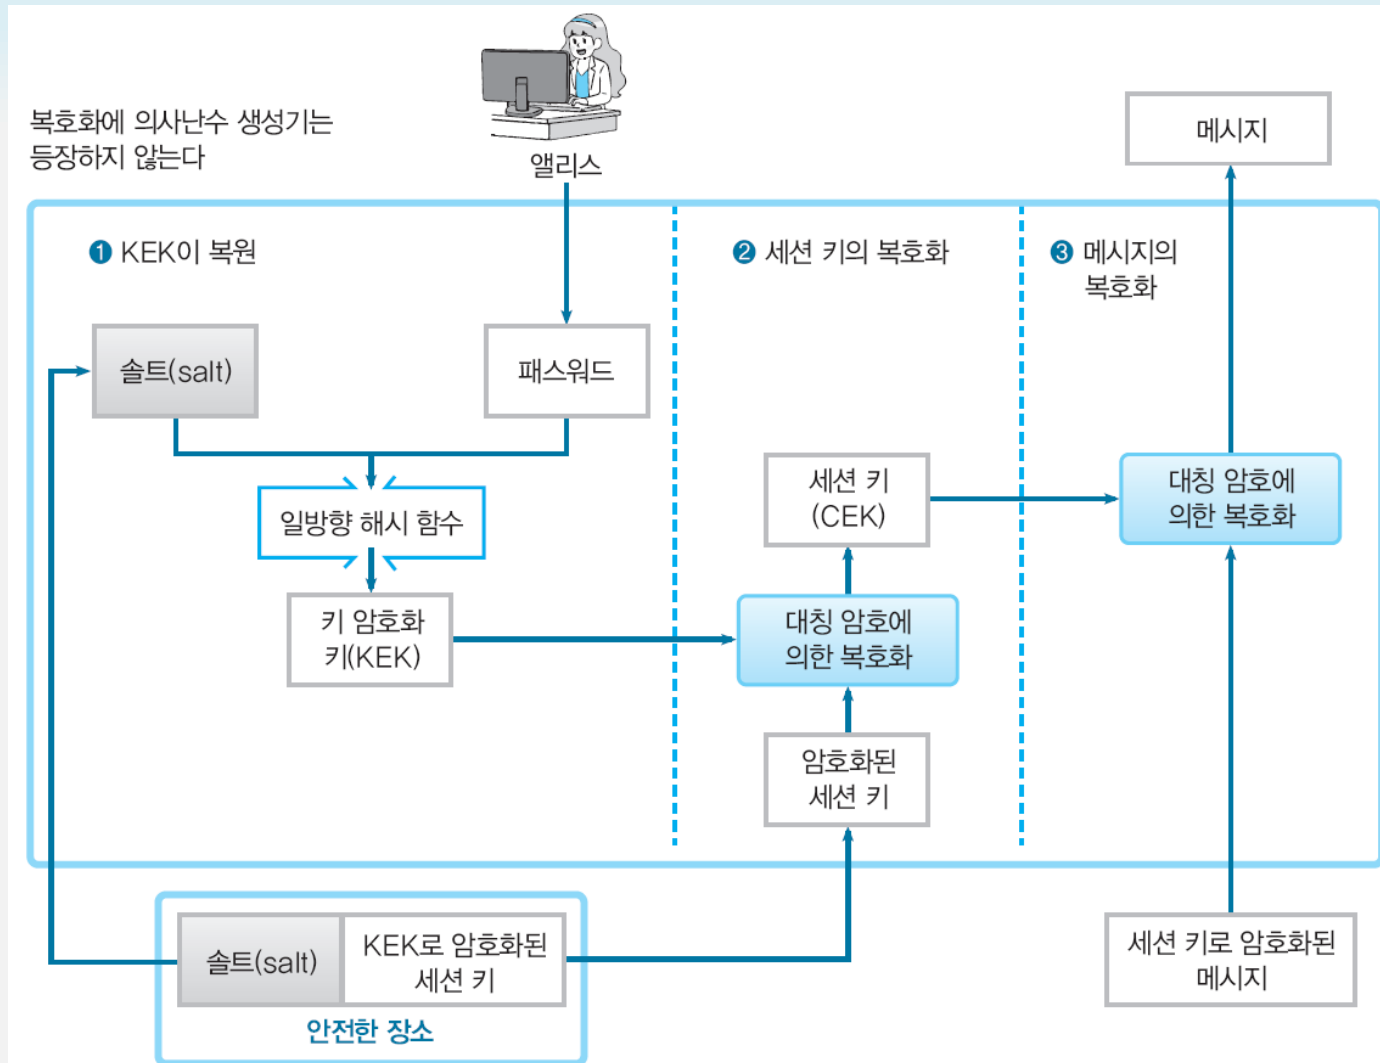 복호화에 의사난수 생성기는
등장하지 않는다
앨리스
메시지
❶ KEK이 복원
❷ 세션 키의 복호화
❸ 메시지의
복호화
솔트(salt)
패스워드
일방향 해시 함수
키 암호화
키(KEK)
세션 키
(CEK)
대칭 암호에
의한 복호화
암호화된
세션 키
대칭 암호에
의한 복호화
솔트(salt)
KEK로 암호화된
세션 키
안전한 장소
세션 키로 암호화된
메시지